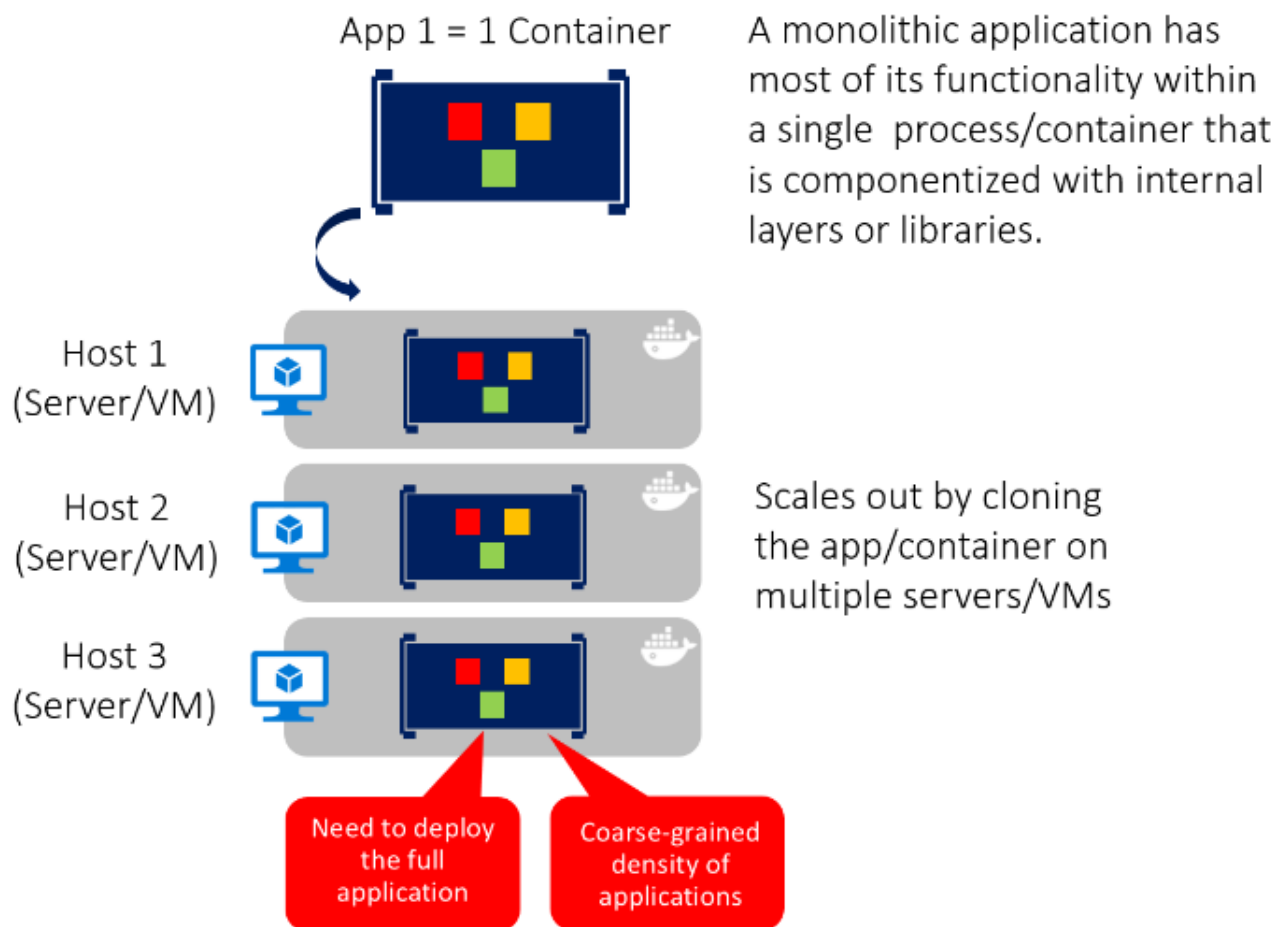 App 1 = 1 Container
A monolithic application has
most of its functionality within
a single process/container that
is componentized with internal
layers or libraries.
Host 1
(Server/VM)
Host 2
(Server/VM)
Scales out by cloning
the app/container on
multiple servers/VMs
Host 3
(Server/VM)
Need to deploy
the full
application
Coarse-grained
density of
applications